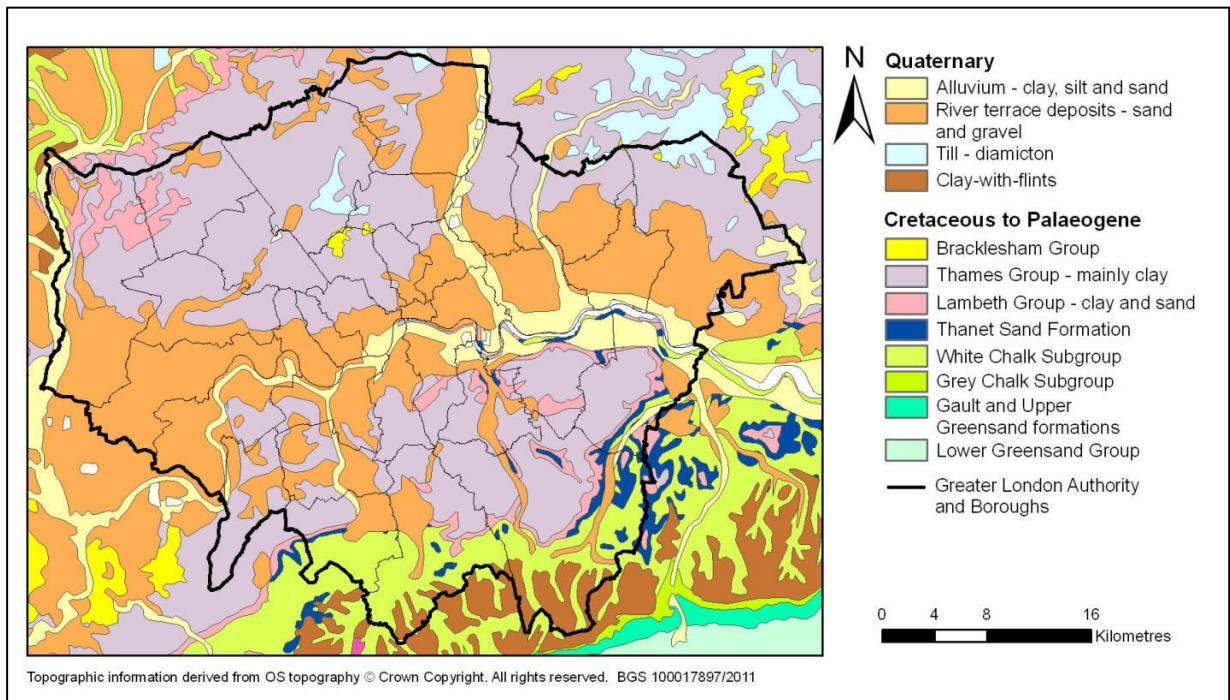 N
Quaternary
Alluvium - clay, silt and sand
River terrace deposits - sand
and gravel
Till - diamicton
Clay-with-flints
Cretaceous to Palaeogene
Bracklesham Group
Thames Group - mainly clay
Lambeth Group - clay and sand
Thanet Sand Formation
White Chalk Subgroup
Grey Chalk Subgroup
Gault and Upper
Greensand formations
Lower Greensand Group
Greater London Authority
and Boroughs
0 4 8 16
Kilometres
Topographic information derived from OS topography © Crown Copyright. All rights reserved. BGS 100017897/2011